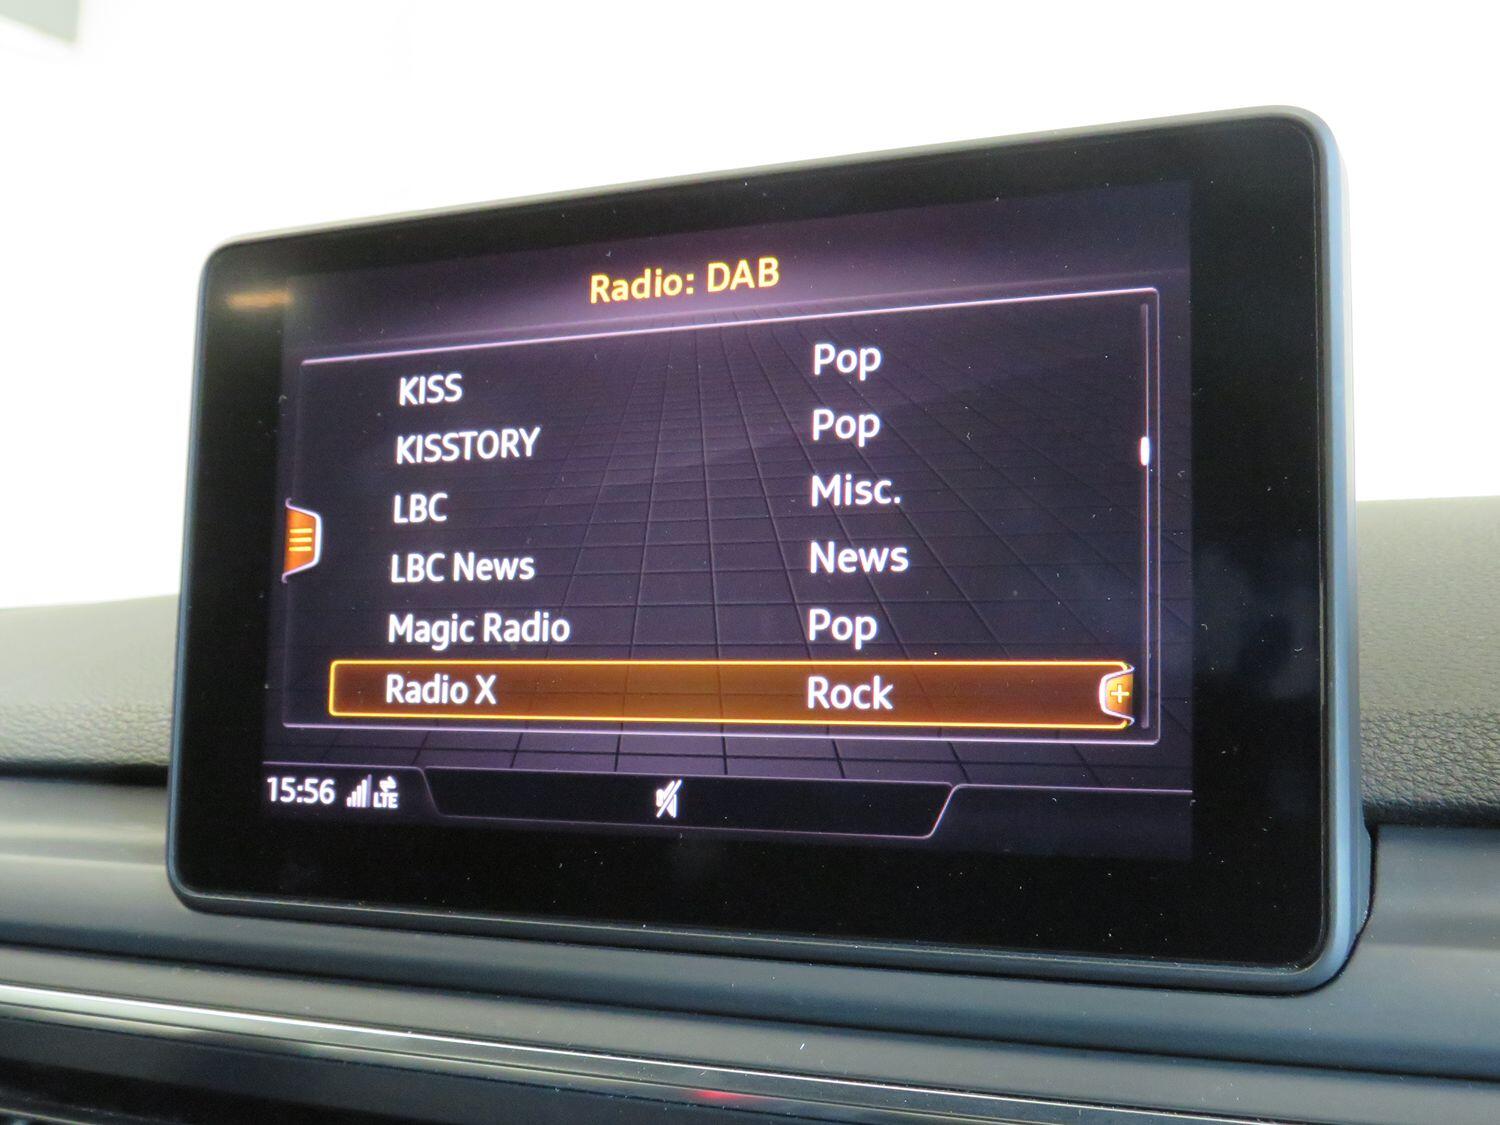 Radio: DAB
KISS Pop
KISSTORY Pop
LBC Misc.
LBC News News
Magic Radio Pop
Radio X Rock
15:56 LTE